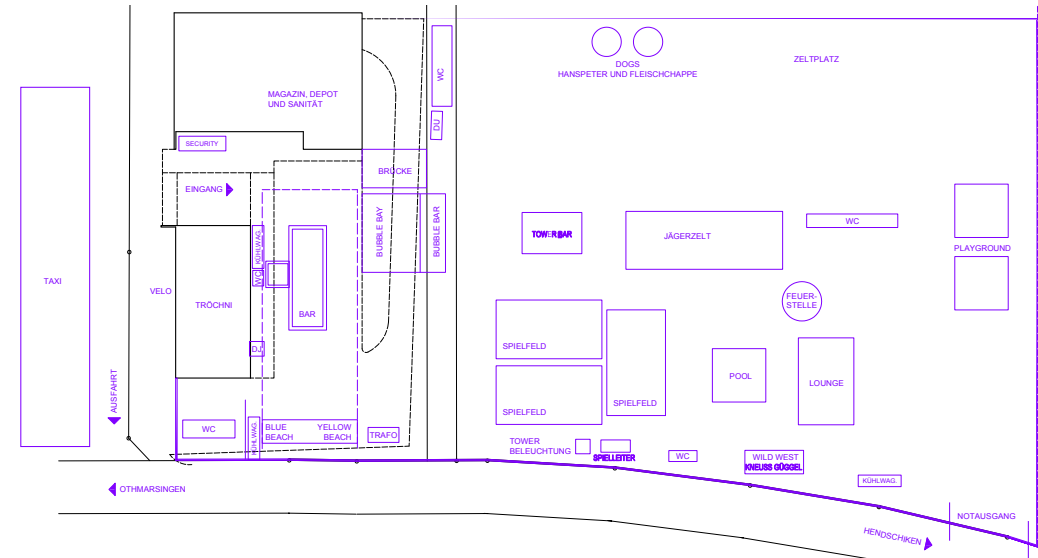 ZELTPLATZ
DOGS
HANSPETER UND FLEISCHCHAPPE
WC
MAGAZIN, DEPOT
UND SANITÄT
DU
SECURITY
BRÜCKE
EINGANG
BUBBLE BAY
BUBBLE BAR
KÜHLWAG.
WC
TOWER BAR
JÄGERZELT
WC
PLAYGROUND
TAXI
VELO
TRÖCHNI
BAR
FEUER-
STELLE
DJ
SPIELFELD
SPIELFELD
SPIELFELD
POOL
LOUNGE
AUSFAHRT
WC
KÜHLWAG.
BLUE
BEACH
YELLOW
BEACH
TRAFO
TOWER
BELEUCHTUNG
SPIELLEITER
WC
WILD WEST
KNEUSS GÜGGEL
KÜHLWAG.
OTHMARSINGEN
NOTAUSGANG
HENDSCHIKEN